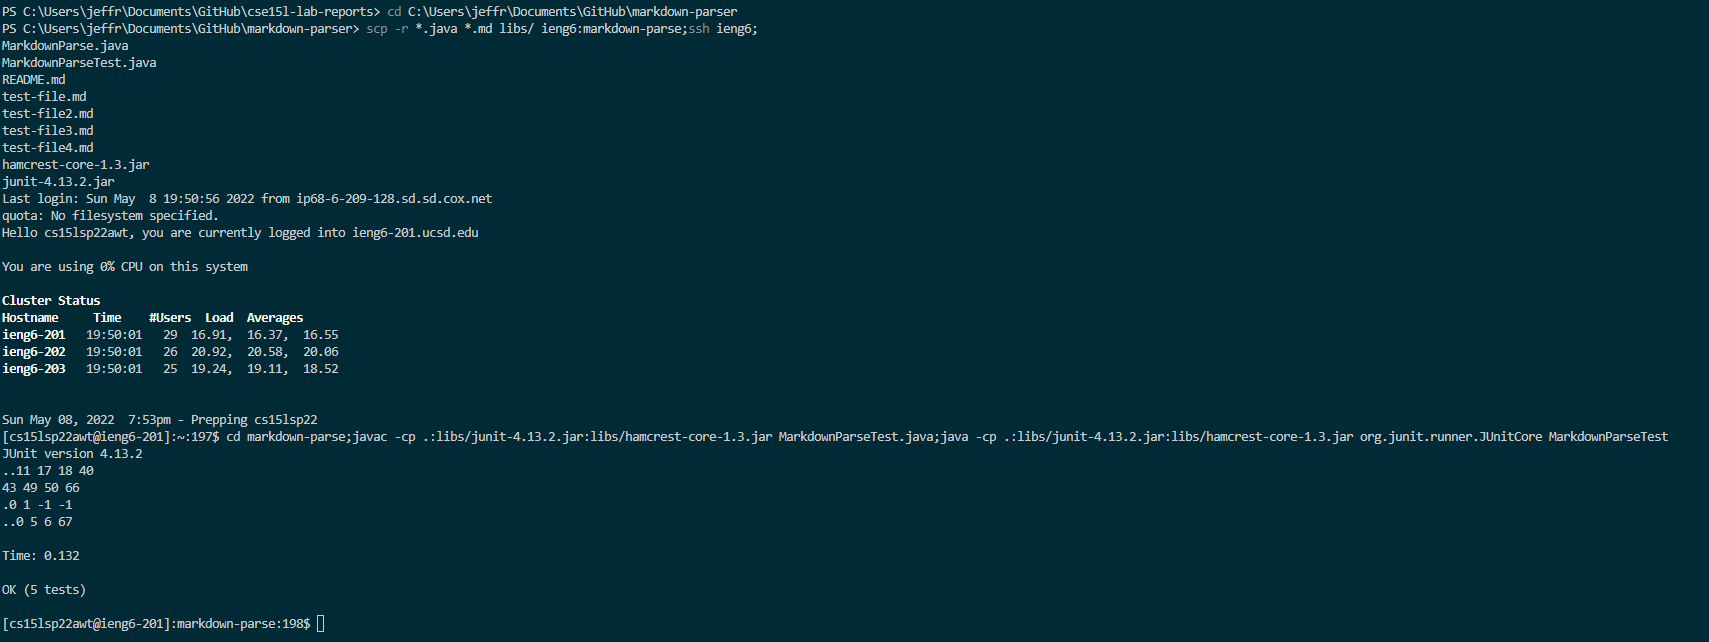 PS C:\Users\jeffr\Documents\GitHub\cse15l-lab-reports> cd C:\Users\jeffr\Documents\GitHub\markdown-parser
PS C:\Users\jeffr\Documents\GitHub\markdown-parser> scp -r *.java *.md libs/ ieng6:markdown-parse;ssh ieng6;
MarkdownParse.java
MarkdownParseTest.java
README.md
test-file.md
test-file2.md
test-file3.md
test-file4.md
hamcrest-core-1.3.jar
junit-4.13.2.jar
Last login: Sun May  8 19:50:56 2022 from ip68-6-209-128.sd.sd.cox.net
quota: No filesystem specified.
Hello cs15lsp22awt, you are currently logged into ieng6-201.ucsd.edu
You are using 0% CPU on this system
Cluster Status
Hostname     Time    #Users  Load  Averages
ieng6-201   19:50:01   29  16.91,  16.37,  16.55
ieng6-202   19:50:01   26  20.92,  20.58,  20.06
ieng6-203   19:50:01   25  19.24,  19.11,  18.52
Sun May 08, 2022  7:53pm - Prepping cs15lsp22
[cs15lsp22awt@ieng6-201]:~:197$ cd markdown-parse;javac -cp .:libs/junit-4.13.2.jar:libs/hamcrest-core-1.3.jar MarkdownParseTest.java;java -cp .:libs/junit-4.13.2.jar:libs/hamcrest-core-1.3.jar org.junit.runner.JUnitCore MarkdownParseTest
JUnit version 4.13.2
..11 17 18 40
43 49 50 66
.0 1 -1 -1
..0 5 6 67
Time: 0.132
OK (5 tests)
[cs15lsp22awt@ieng6-201]:markdown-parse:198$